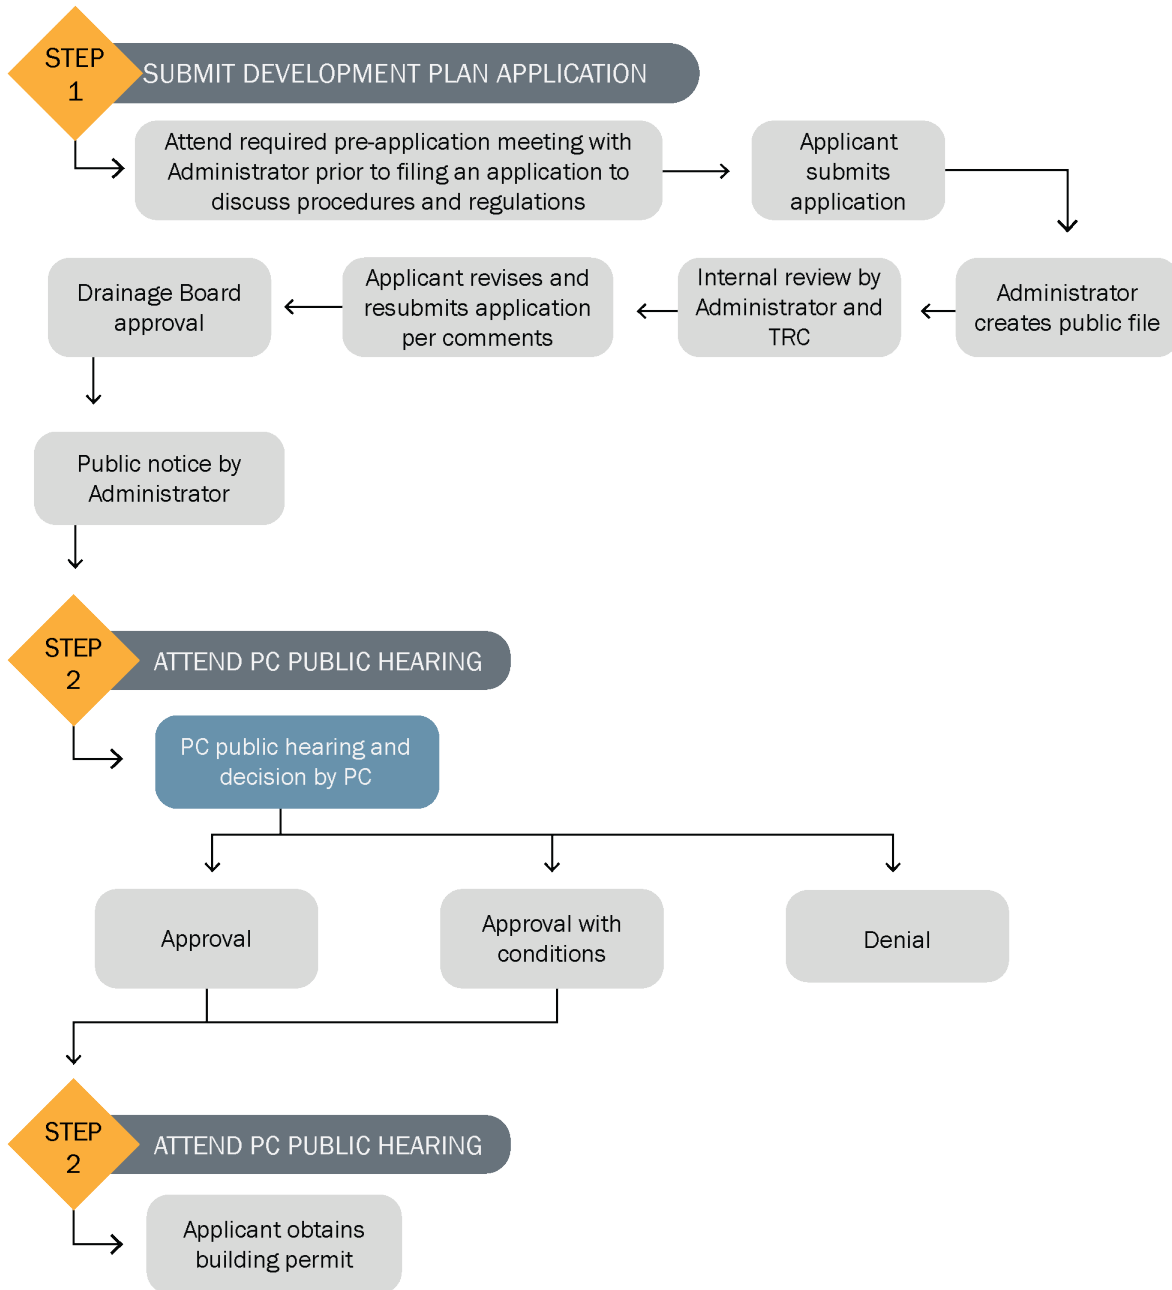 STEP
1
SUBMIT DEVELOPMENT PLAN APPLICATION
Attend required pre-application meeting with
Administrator prior to filing an application to
discuss procedures and regulations
Applicant
submits
application
Administrator
creates public file
Internal review by
Administrator and
TRC
Applicant revises and
resubmits application
per comments
Drainage Board
approval
Public notice by
Administrator
STEP
2
ATTEND PC PUBLIC HEARING
PC public hearing and
decision by PC
Approval
Approval with
conditions
Denial
STEP
2
ATTEND PC PUBLIC HEARING
Applicant obtains
building permit